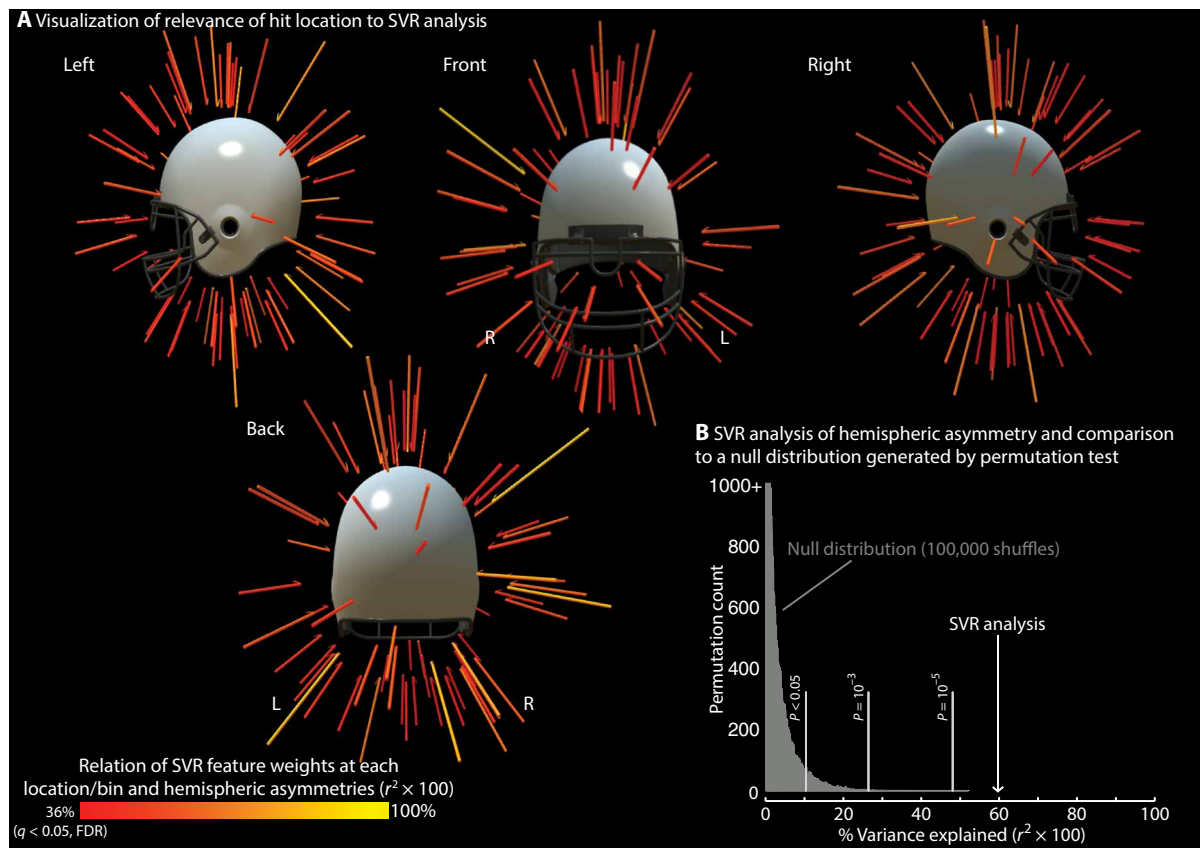 A Visualization of relevance of hit location to SVR analysis
Left
Front
Right
R
L
Back
L
R
Relation of SVR feature weights at each
location/bin and hemispheric asymmetries (r² × 100)
36%
100%
(q < 0.05, FDR)
B SVR analysis of hemispheric asymmetry and comparison
to a null distribution generated by permutation test
1000+
800
600
400
200
0
Permutation count
Null distribution (100,000 shuffles)
SVR analysis
P < 0.05
P = 10⁻³
P = 10⁻⁵
0 20 40 60 80 100
% Variance explained (r² × 100)